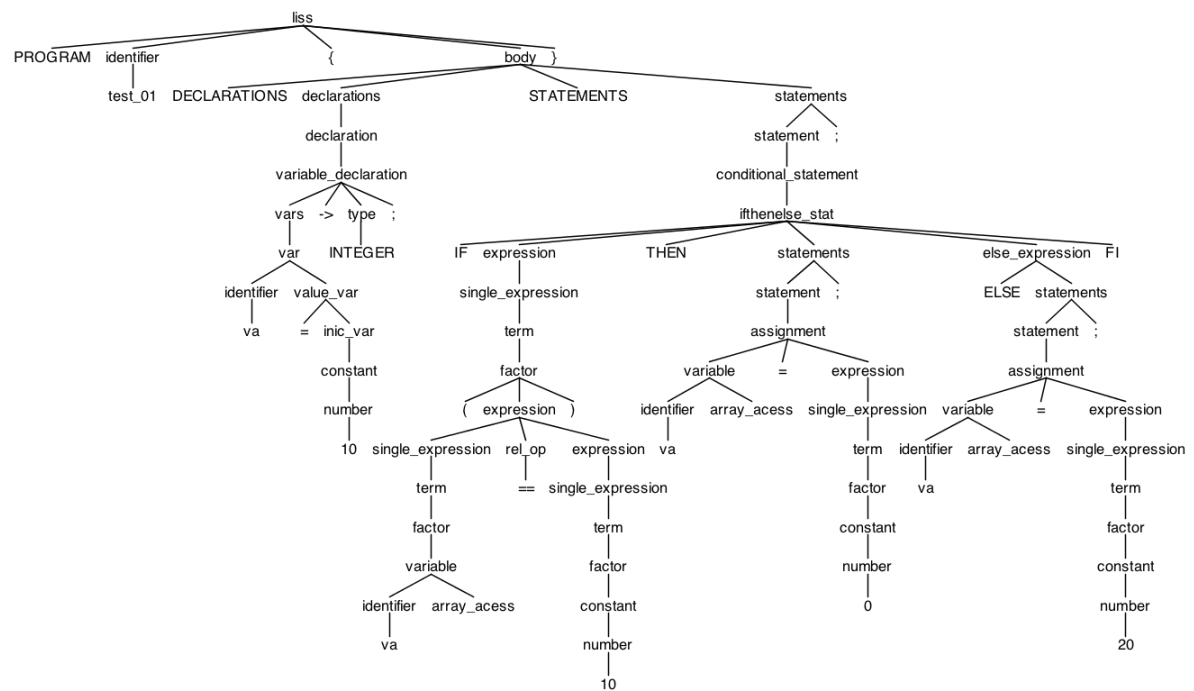 liss
PROGRAM identifier { body }
test_01 DECLARATIONS declarations STATEMENTS statements
declaration statement ;
variable_declaration conditional_statement
vars -> type ; ifthenelse_stat
var INTEGER IF expression THEN statements else_expression FI
identifier value_var single_expression statement ; ELSE statements
va = inic_var term assignment statement ;
constant factor variable = expression assignment
number ( expression ) identifier array_acess single_expression variable = expression
10 single_expression rel_op expression va term identifier array_acess single_expression
term == single_expression factor va term
factor term constant factor
variable factor number constant
identifier array_acess constant 0 number
va number 20
10